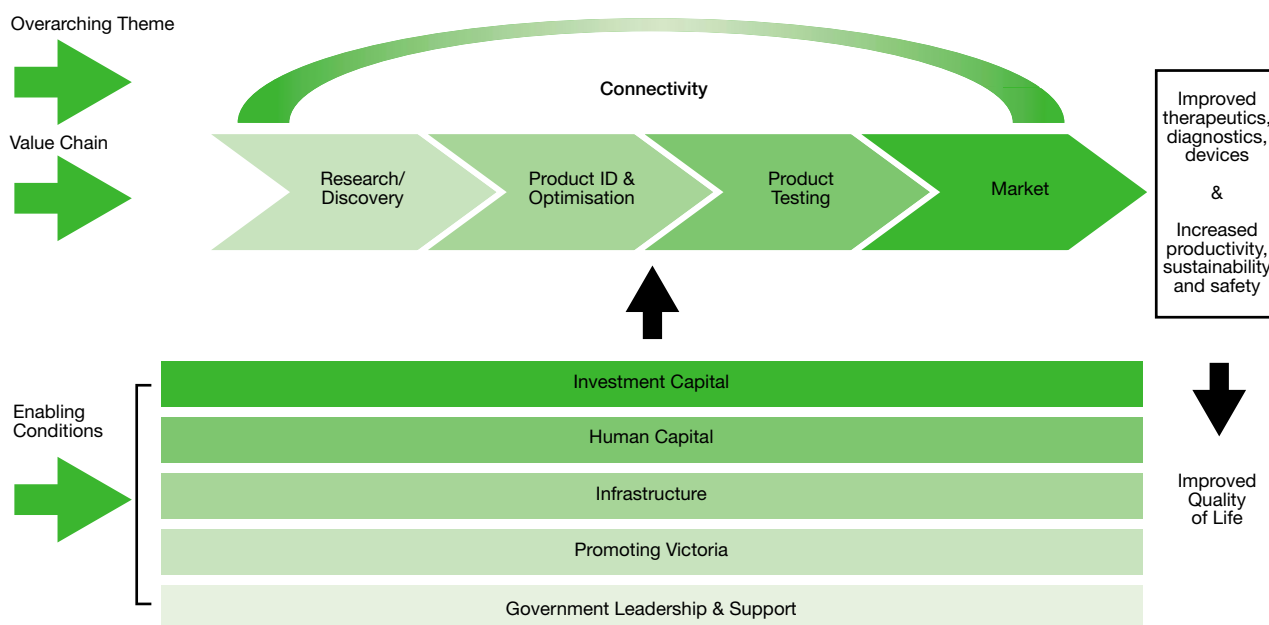 Overarching Theme
Connectivity
Value Chain
Research/
Discovery
Product ID &
Optimisation
Product
Testing
Market
Improved
therapeutics,
diagnostics,
devices
&
Increased
productivity,
sustainability
and safety
Enabling
Conditions
Investment Capital
Human Capital
Infrastructure
Promoting Victoria
Government Leadership & Support
Improved
Quality
of Life